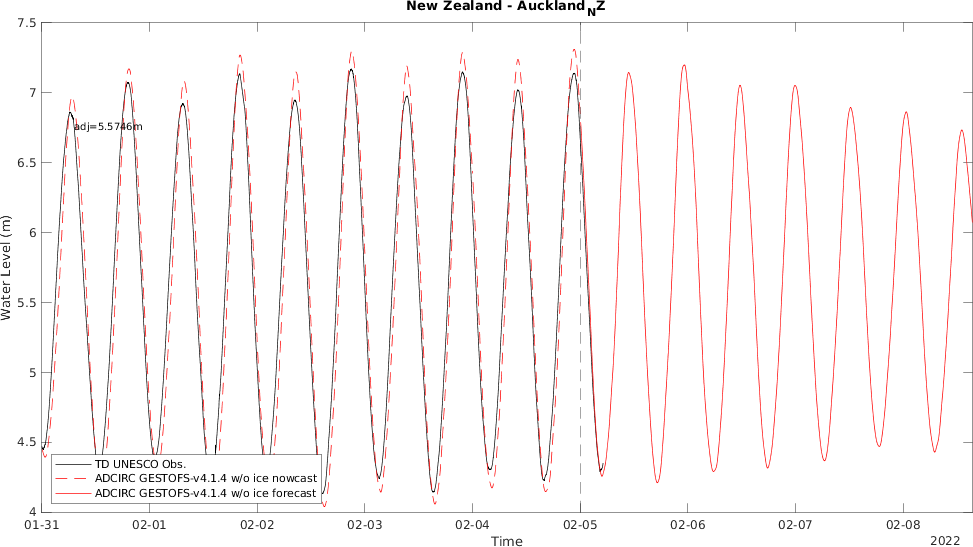 New Zealand - Auckland_NZ
7.5
7
6.5
6
5.5
5
4.5
4
Water Level (m)
adj=5.5746m
TD UNESCO Obs.
ADCIRC GESTOFS-v4.1.4 w/o ice nowcast
ADCIRC GESTOFS-v4.1.4 w/o ice forecast
01-31 02-01 02-02 02-03 02-04 02-05 02-06 02-07 02-08
Time
2022